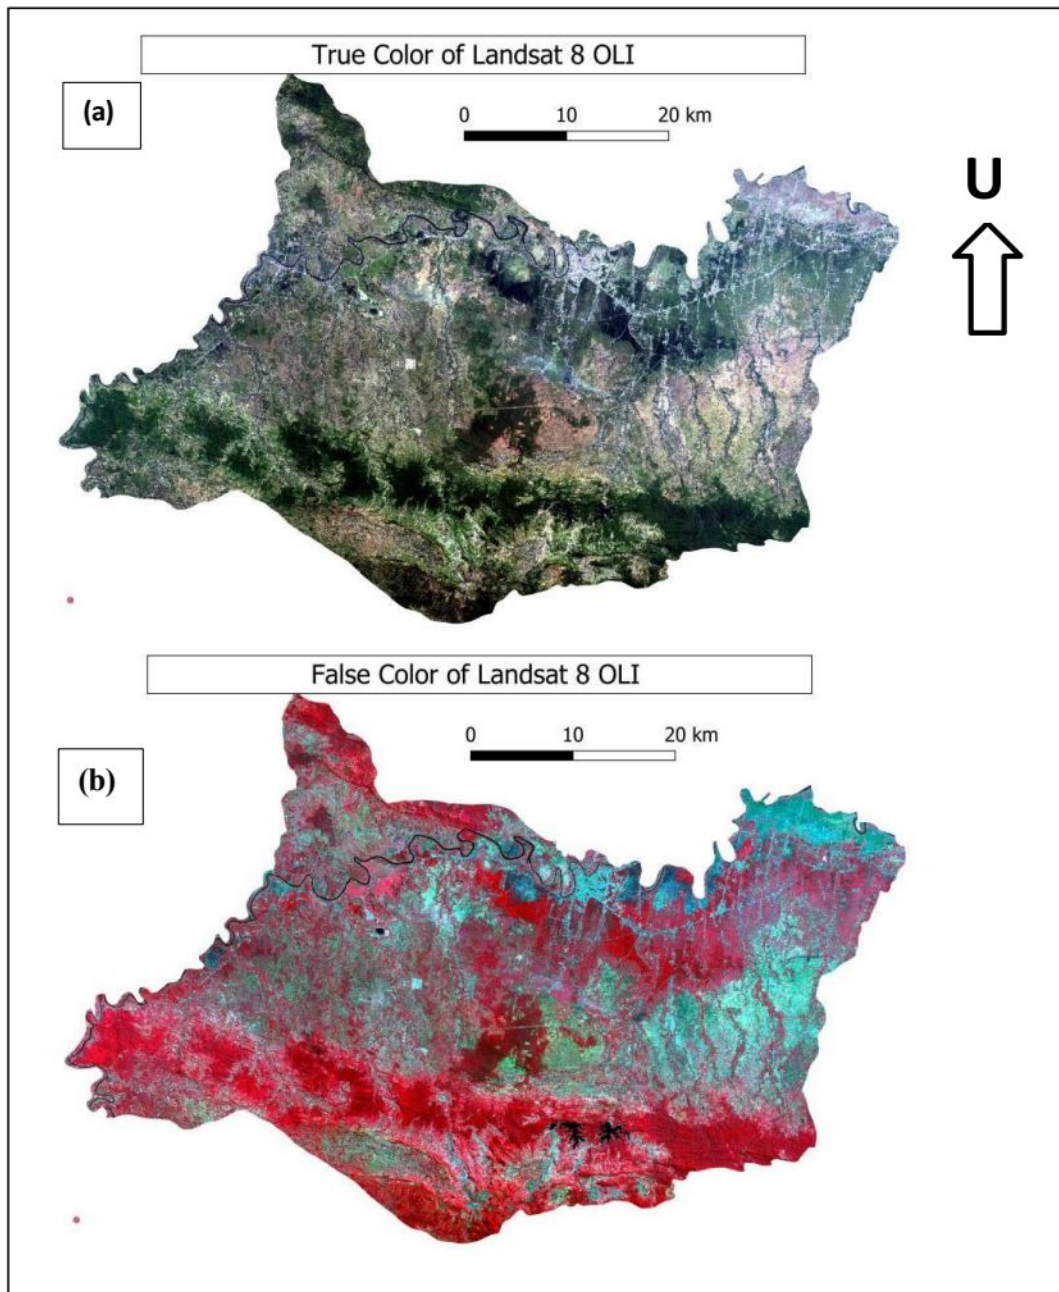 True Color of Landsat 8 OLI
(a)
0 10 20 km
U
False Color of Landsat 8 OLI
0 10 20 km
(b)